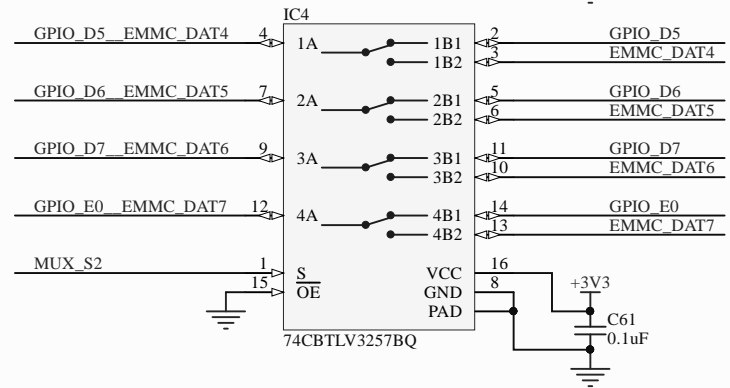 IC4
GPIO_D5__EMMC_DAT4 4 1A 1B1 2 GPIO_D5
1B2 3 EMMC_DAT4
GPIO_D6__EMMC_DAT5 7 2A 2B1 5 GPIO_D6
2B2 6 EMMC_DAT5
GPIO_D7__EMMC_DAT6 9 3A 3B1 11 GPIO_D7
3B2 10 EMMC_DAT6
GPIO_E0__EMMC_DAT7 12 4A 4B1 14 GPIO_E0
4B2 13 EMMC_DAT7
MUX_S2 1 S VCC 16
15 OE GND 8 +3V3
PAD
C61
0.1uF
74CBTLV3257BQ